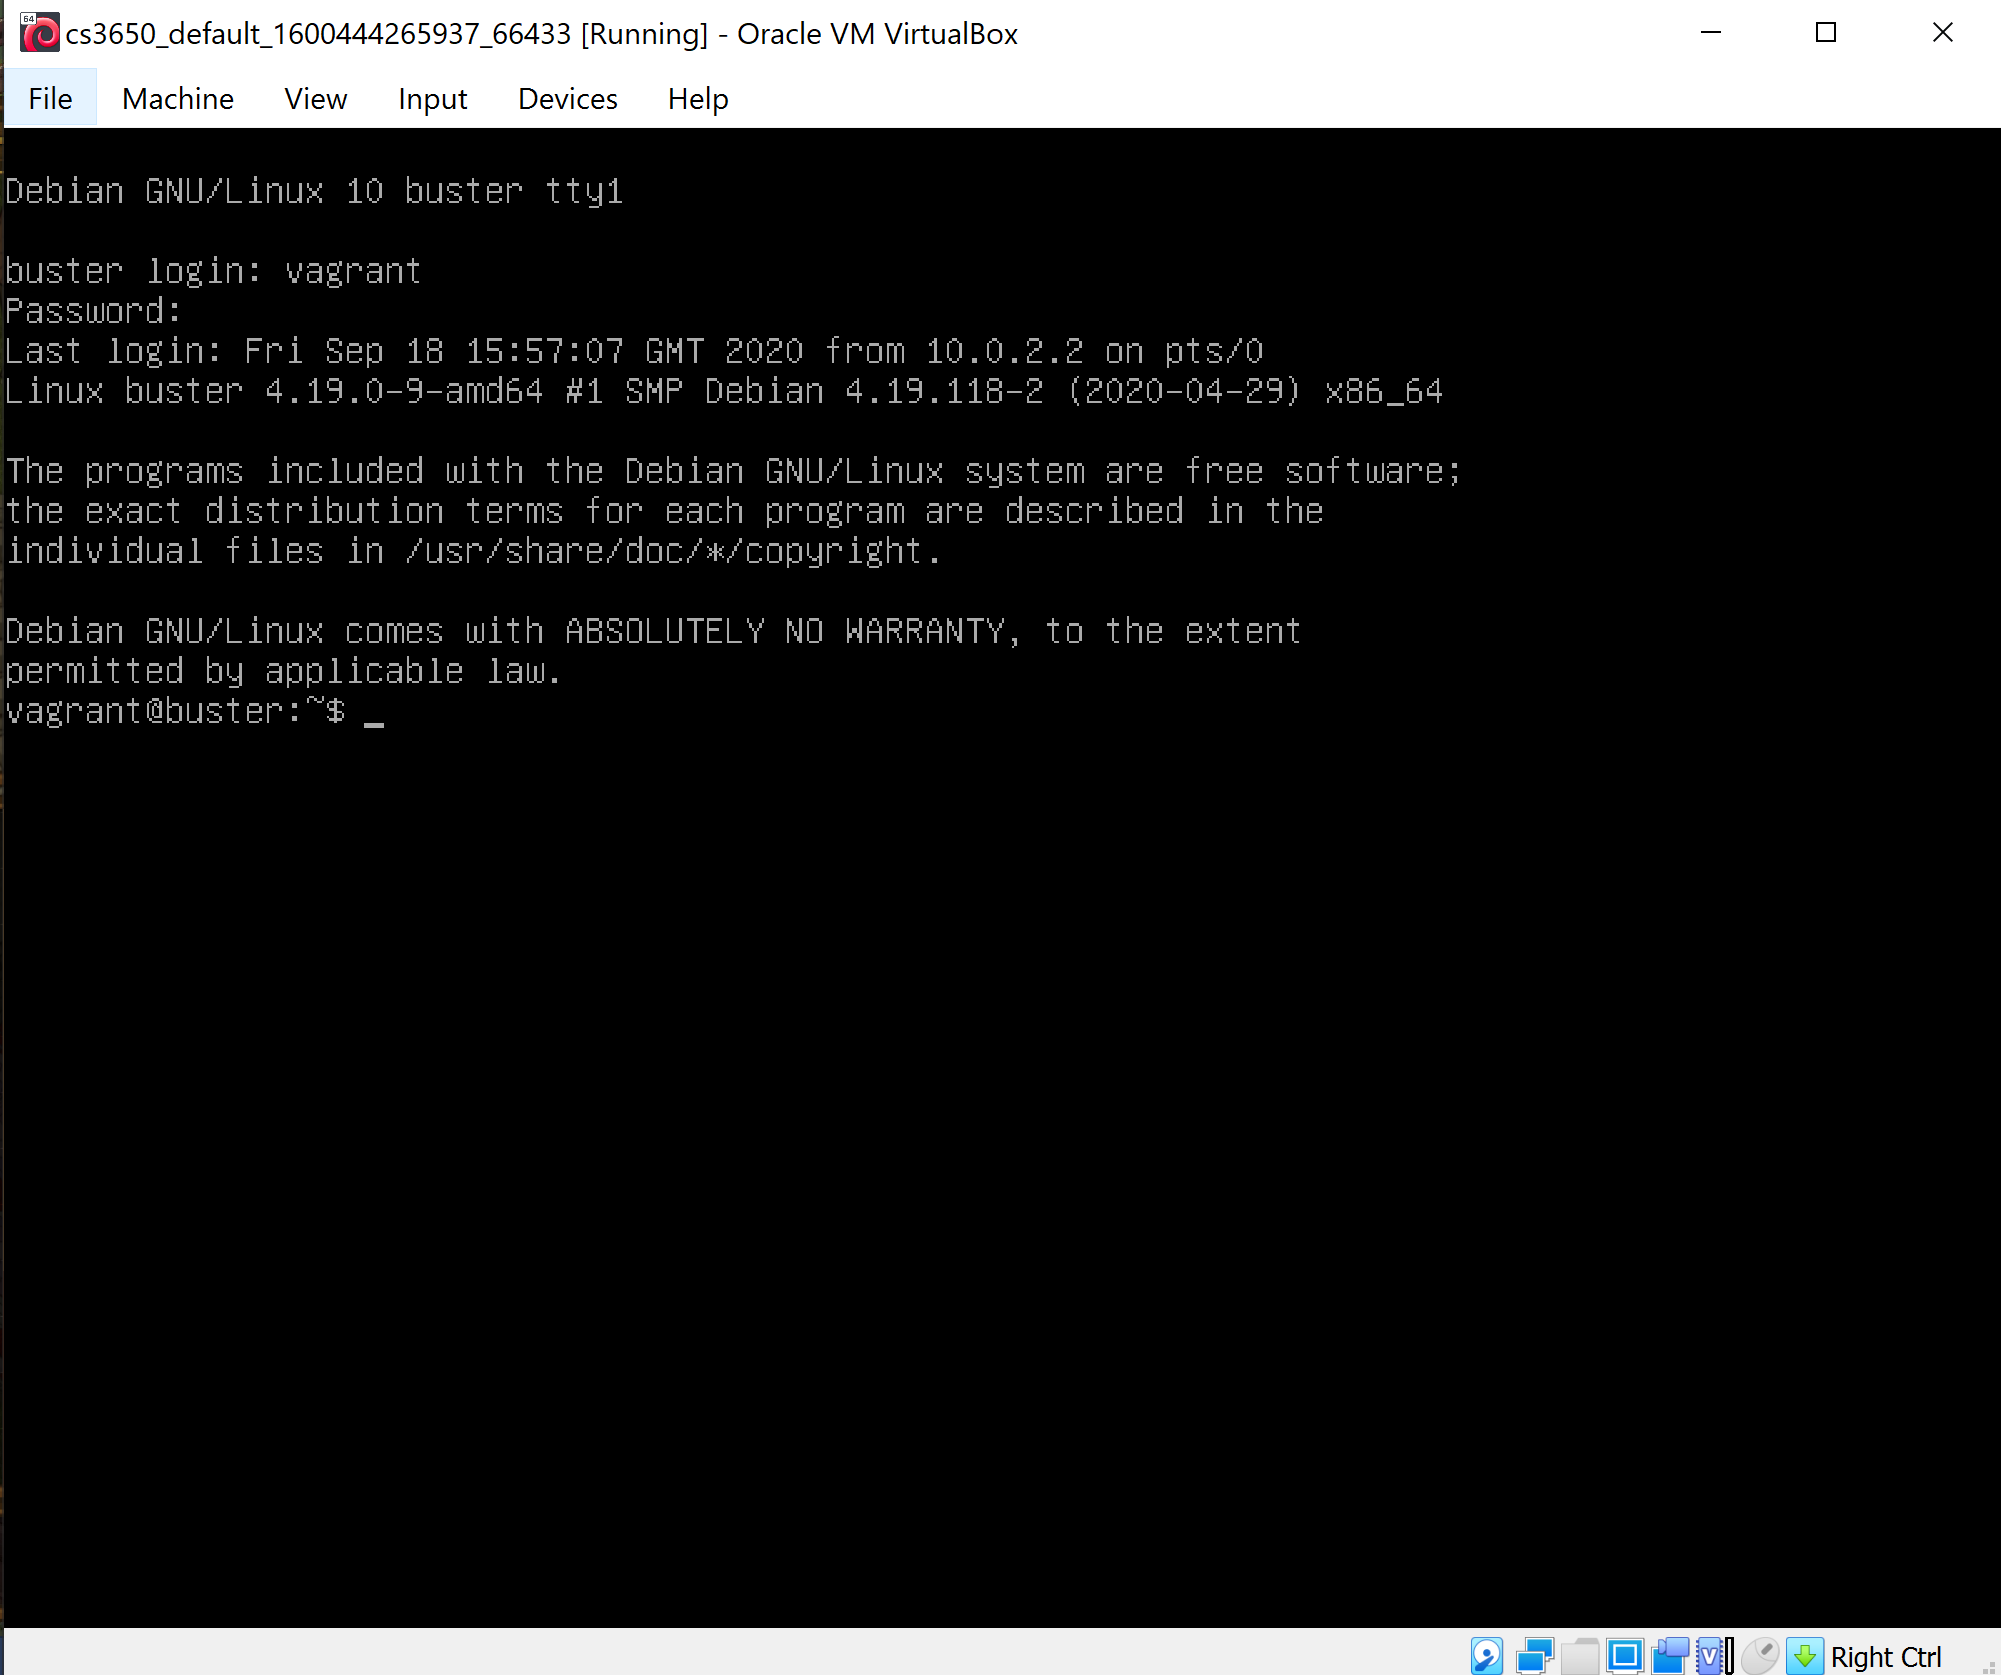 64
cs3650_default_1600444265937_66433 [Running] - Oracle VM VirtualBox
File Machine View Input Devices Help
Debian GNU/Linux 10 buster tty1
buster login: vagrant
Password:
Last login: Fri Sep 18 15:57:07 GMT 2020 from 10.0.2.2 on pts/0
Linux buster 4.19.0-9-amd64 #1 SMP Debian 4.19.118-2 (2020-04-29) x86_64
The programs included with the Debian GNU/Linux system are free software;
the exact distribution terms for each program are described in the
individual files in /usr/share/doc/*/copyright.
Debian GNU/Linux comes with ABSOLUTELY NO WARRANTY, to the extent
permitted by applicable law.
vagrant@buster:~$ _
V Right Ctrl